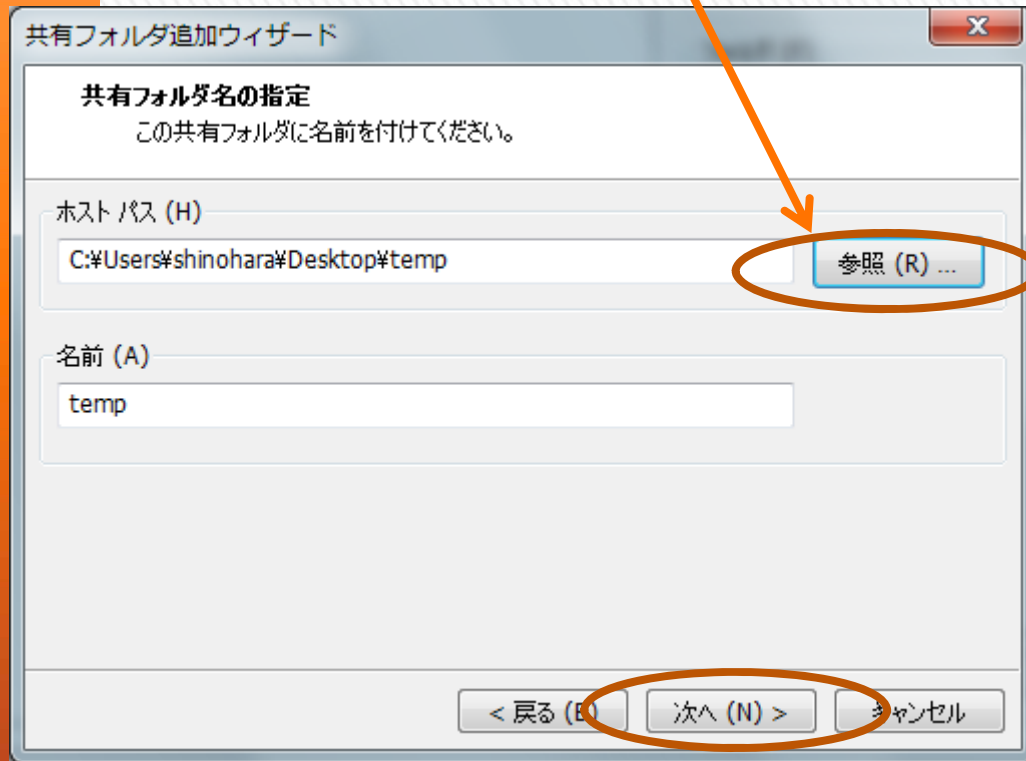 共有フォルダ追加ウィザード
共有フォルダ名の指定
この共有フォルダに名前を付けてください。
ホスト パス (H)
C:¥Users¥shinohara¥Desktop¥temp
参照 (R) ...
名前 (A)
temp
< 戻る (B)
次へ (N) >
キャンセル